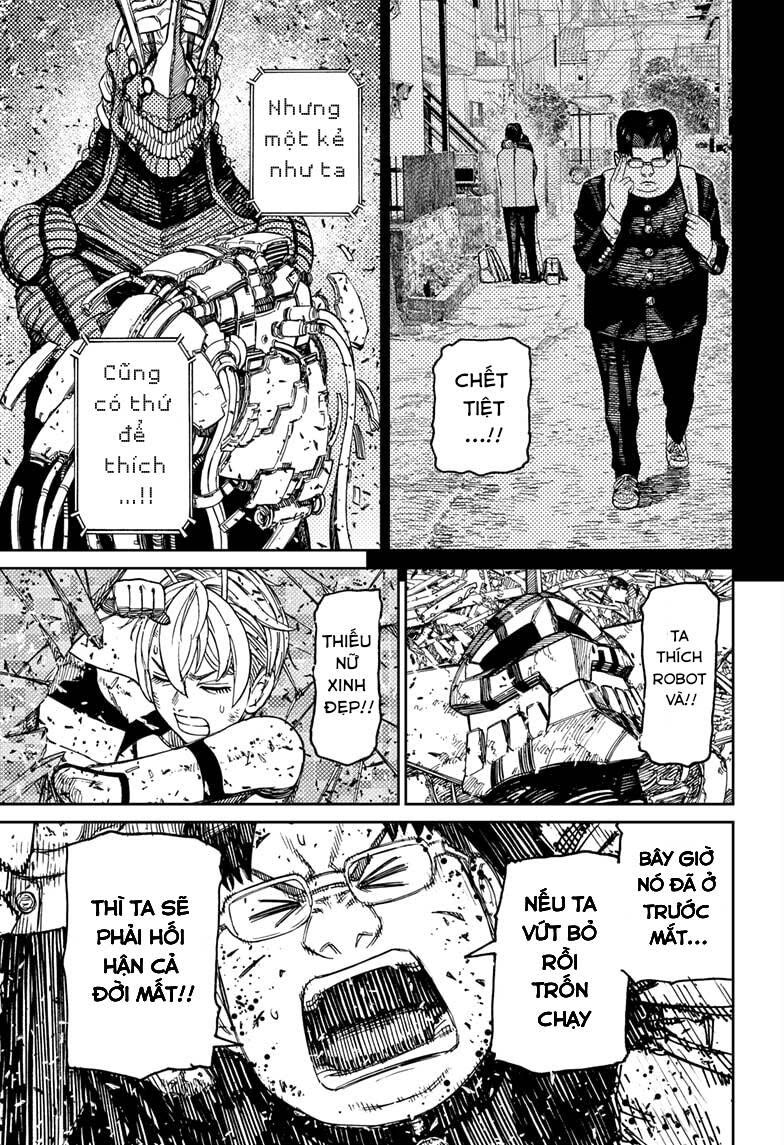 CHẾT
TIỆT
...!!
Nhưng
một kẻ
như ta
Cũng
có thứ
để
thích
...!!
TA
THÍCH
ROBOT
VÀ!!
THIẾU
NỮ
XINH
ĐẸP!!
BÂY GIỜ
NÓ ĐÃ Ở
TRƯỚC
MẮT...
NẾU TA
VỨT BỎ
RỒI
TRỐN
CHẠY
THÌ TA SẼ
PHẢI HỐI
HẬN CẢ
ĐỜI MẤT!!